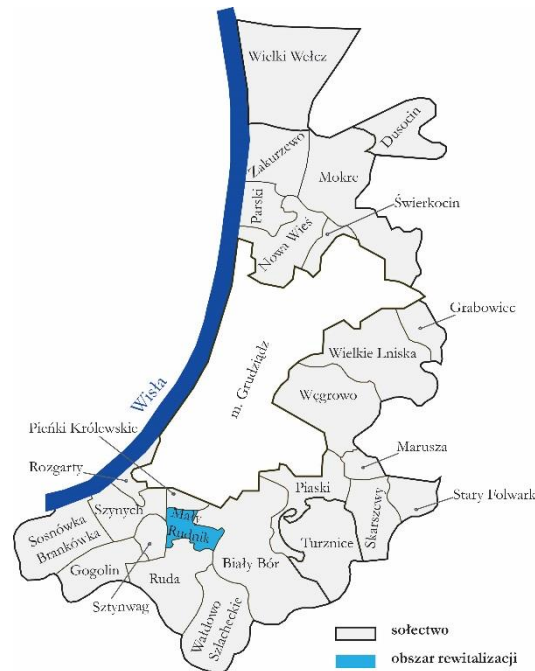 Wielki Wełcz
Dusocin
Zakurzewo
Mokre
Parski
Świerkocin
Nowa Wieś
Grabowiec
Wielkie Lniska
m. Grudziądz
Węgrowo
Wisła
Pieńki Królewskie
Marusza
Rozgarty
Piaski
Stary Folwark
Szynych
Mały
Rudnik
Skarszewy
Sosnówka
Brankówka
Turznice
Biały Bór
Gogolin
Ruda
Sztynwag
Wałdowo
Szlacheckie
sołectwo
obszar rewitalizacji